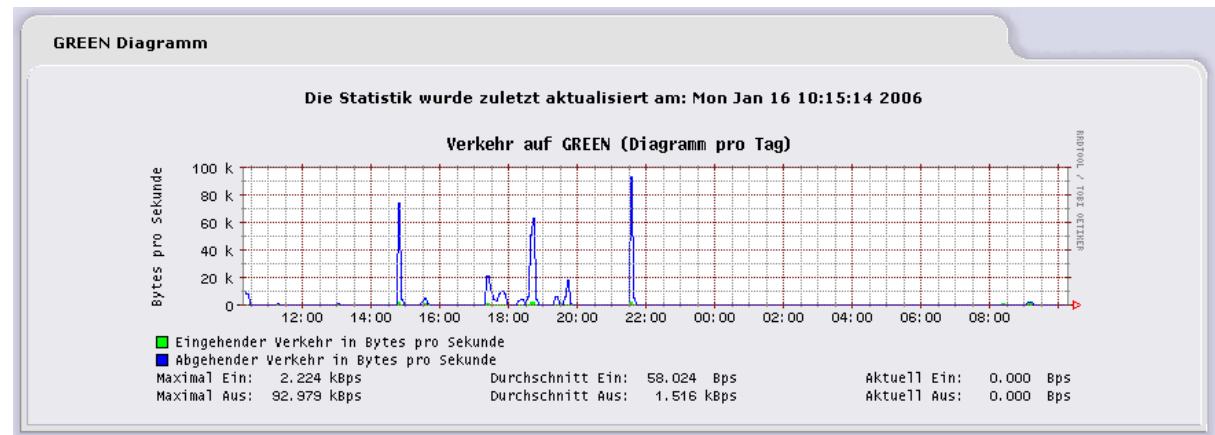 GREEN Diagramm
Die Statistik wurde zuletzt aktualisiert am: Mon Jan 16 10:15:14 2006
Verkehr auf GREEN (Diagramm pro Tag)
RRDTOOL / TOBI OETIKER
Bytes pro Sekunde
100 k
80 k
60 k
40 k
20 k
0
12:00 14:00 16:00 18:00 20:00 22:00 00:00 02:00 04:00 06:00 08:00
Eingehender Verkehr in Bytes pro Sekunde
Abgehender Verkehr in Bytes pro Sekunde
Maximal Ein: 2.224 kBps Durchschnitt Ein: 58.024 Bps Aktuell Ein: 0.000 Bps
Maximal Aus: 92.979 kBps Durchschnitt Aus: 1.516 kBps Aktuell Aus: 0.000 Bps